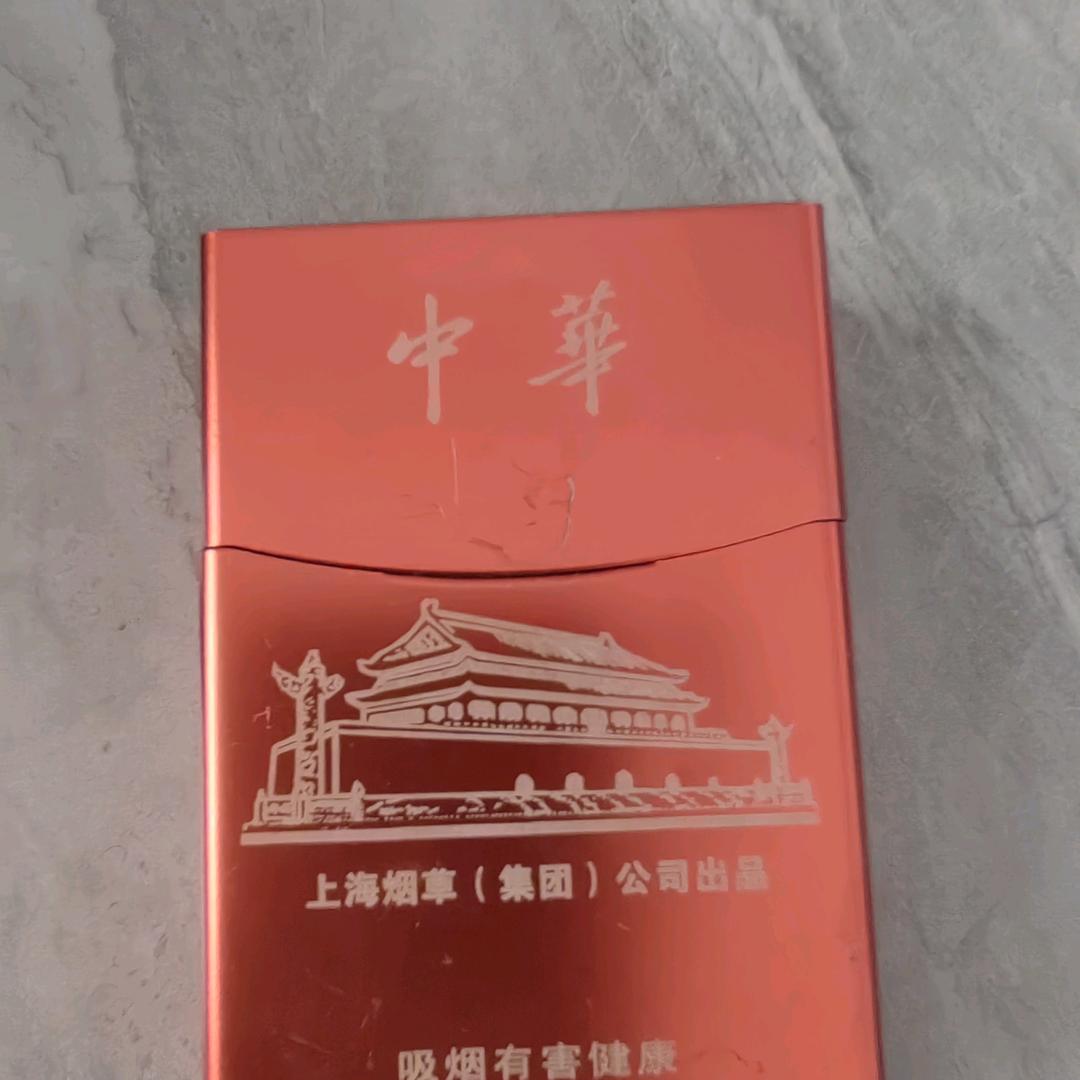 中華
上海烟草（集团）公司出品
吸烟有害健康